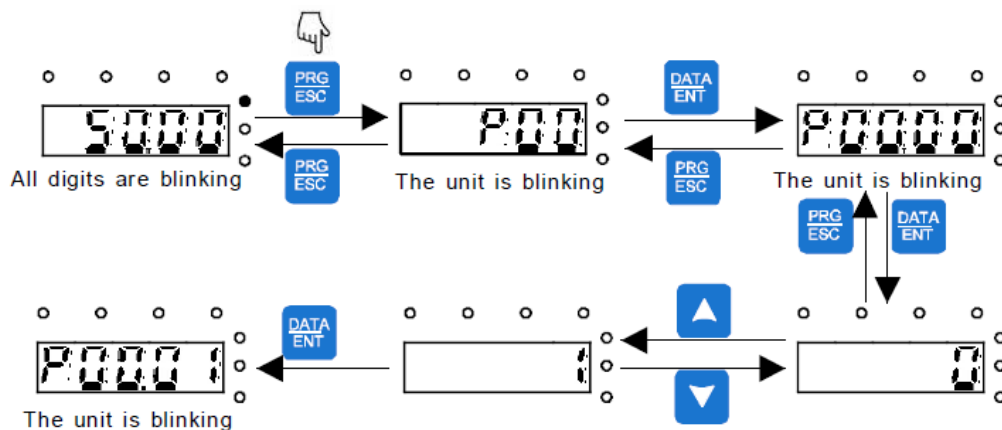 PRG
ESC
DATA
ENT
50.00
P00
P00.00
PRG
ESC
PRG
ESC
All digits are blinking
The unit is blinking
The unit is blinking
PRG
ESC
DATA
ENT
DATA
ENT
P00.01
1
0
The unit is blinking